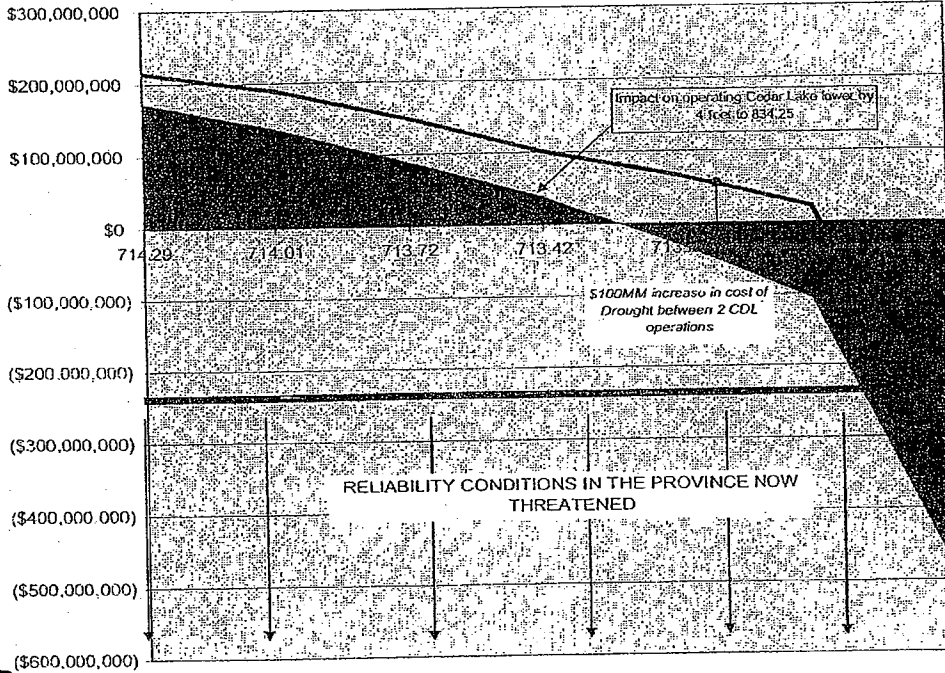 $300,000,000
$200,000,000
Impact on operating Cedar Lake lower by
4 feet to 834.25
$100,000,000
$0
714.29
714.01
713.72
713.42
$100MM increase in cost of
Drought between 2 CDL
operations
($100,000,000)
($200,000,000)
($300,000,000)
RELIABILITY CONDITIONS IN THE PROVINCE NOW
THREATENED
($400,000,000)
($500,000,000)
($600,000,000)